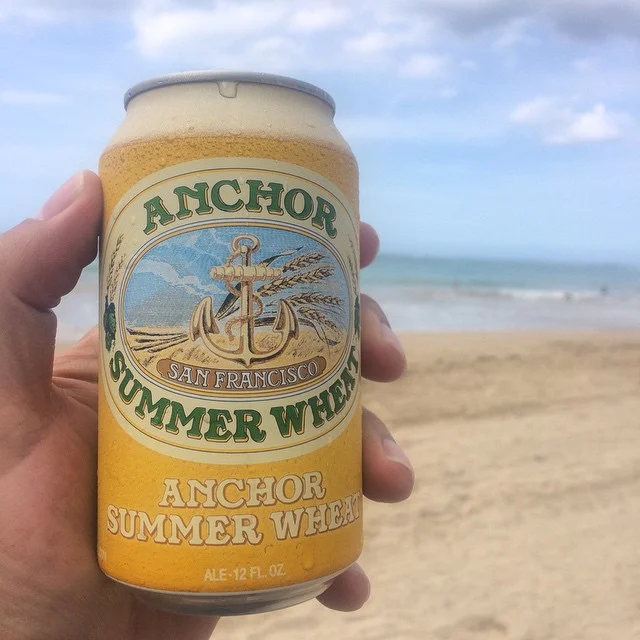 ANCHOR
SAN FRANCISCO
SUMMER WHEAT
ANCHOR
SUMMER WHEAT
ALE-12 FL. OZ.